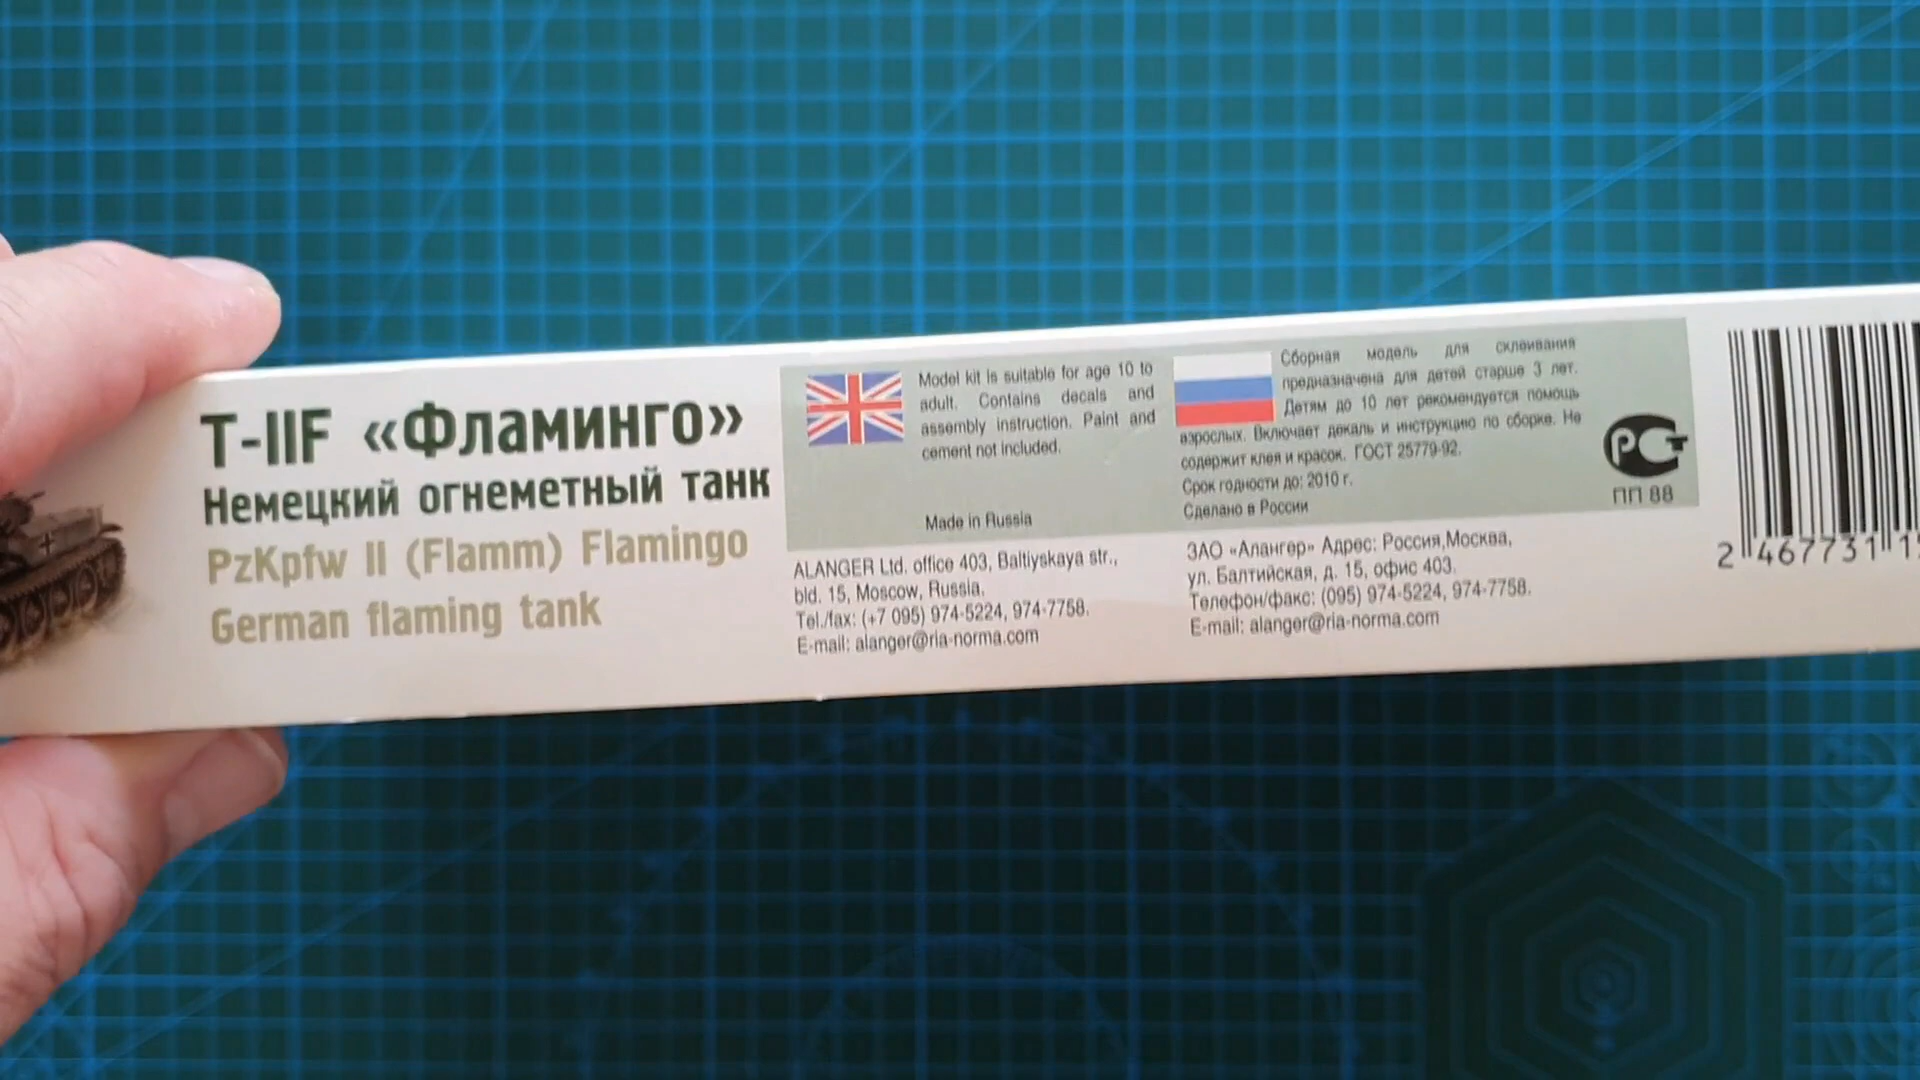 T-IIF «Фламинго»
Немецкий огнеметный танк
PzKpfw II (Flamm) Flamingo
German flaming tank
Model kit is suitable for age 10 to
adult. Contains decals and
assembly instruction. Paint and
cement not included.
Made in Russia
ALANGER Ltd. office 403, Baltiyskaya str.,
bld. 15, Moscow, Russia.
Tel./fax: (+7 095) 974-5224, 974-7758.
E-mail: alanger@ria-norma.com
Сборная модель для склеивания
предназначена для детей старше 3 лет.
Детям до 10 лет рекомендуется помощь
взрослых. Включает декаль и инструкцию по сборке. Не
содержит клея и красок. ГОСТ 25779-92.
Срок годности до: 2010 г.
Сделано в России
ЗАО «Алангер» Адрес: Россия,Москва,
ул. Балтийская, д. 15, офис 403.
Телефон/факс: (095) 974-5224, 974-7758.
E-mail: alanger@ria-norma.com
РСТ
ПП 88
2 467731 1